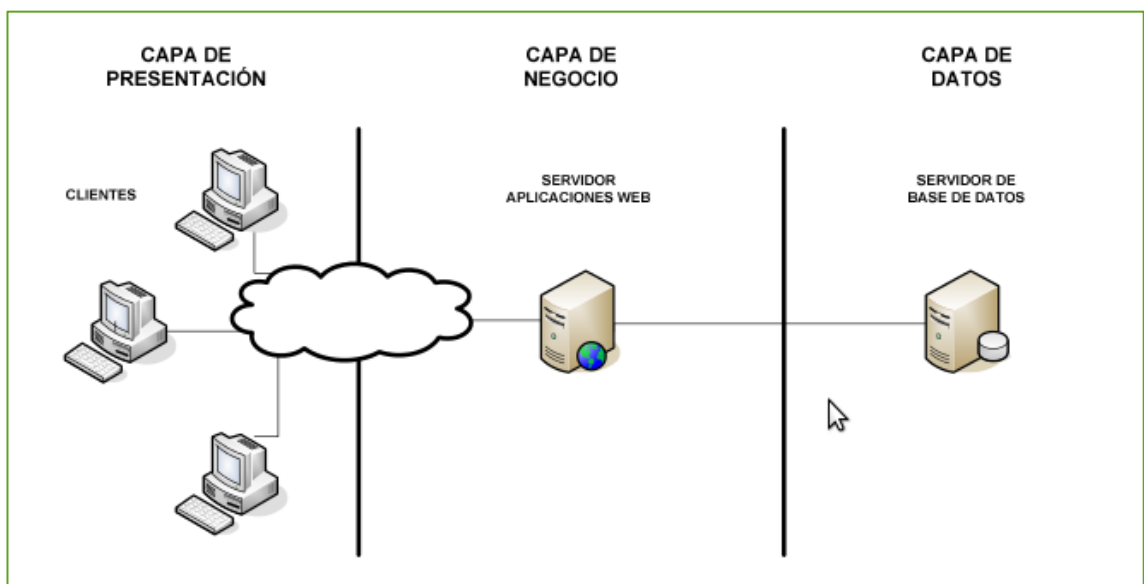 CAPA DE
PRESENTACIÓN
CAPA DE
NEGOCIO
CAPA DE
DATOS
CLIENTES
SERVIDOR
APLICACIONES WEB
SERVIDOR DE
BASE DE DATOS